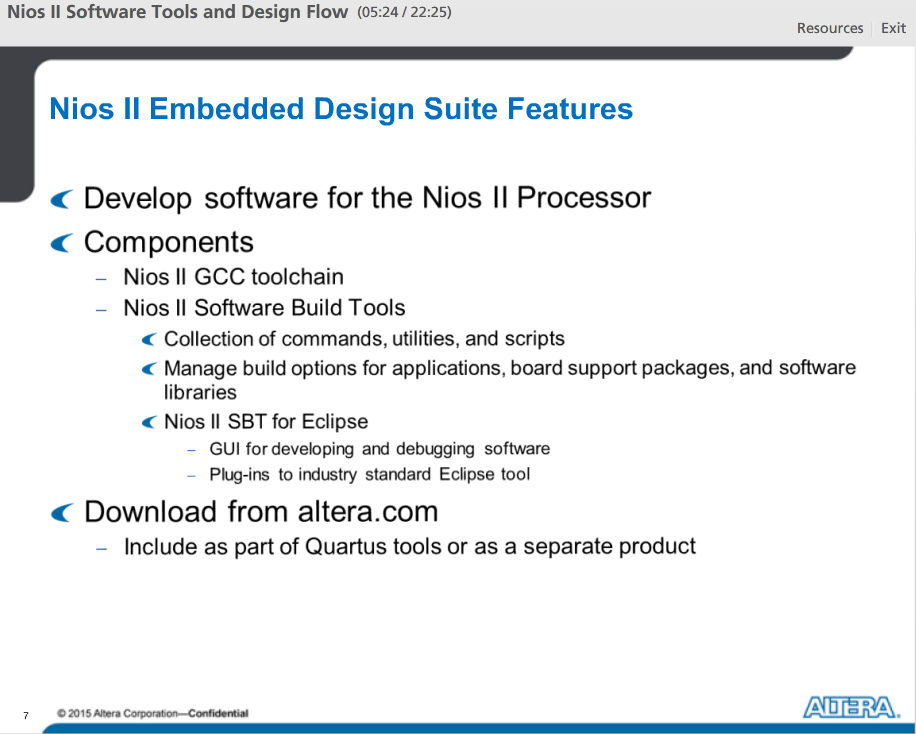 Nios II Software Tools and Design Flow (05:24 / 22:25)
Resources Exit
Nios II Embedded Design Suite Features
Develop software for the Nios II Processor
Components
– Nios II GCC toolchain
– Nios II Software Build Tools
Collection of commands, utilities, and scripts
Manage build options for applications, board support packages, and software
libraries
Nios II SBT for Eclipse
– GUI for developing and debugging software
– Plug-ins to industry standard Eclipse tool
Download from altera.com
– Include as part of Quartus tools or as a separate product
7 © 2015 Altera Corporation—Confidential
ALTERA®